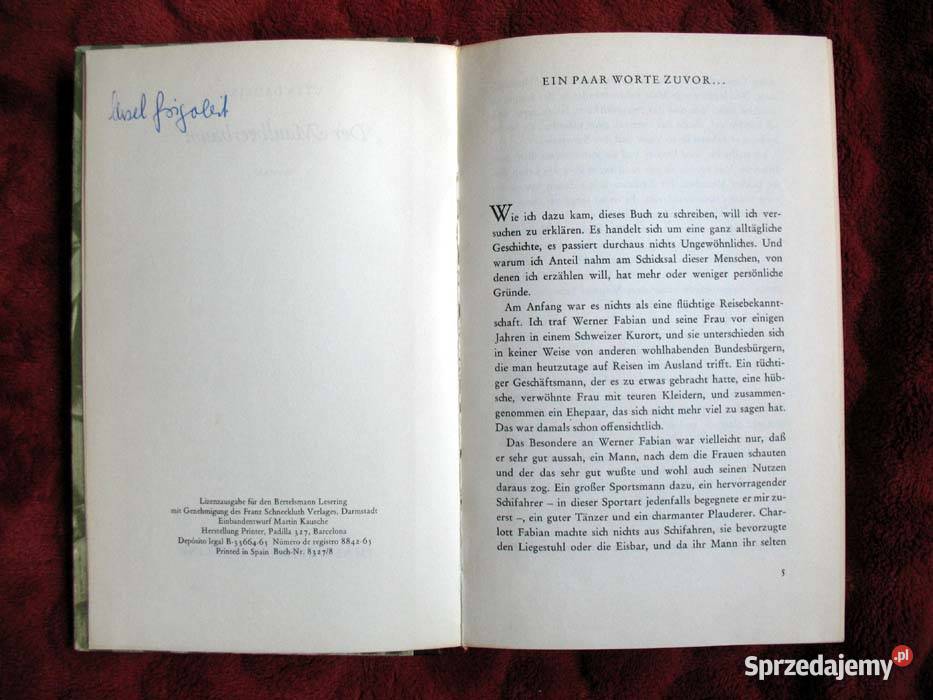 Lizenzausgabe für den Bertelsmann Lesering
mit Genehmigung des Franz Schneekluth Verlages, Darmstadt
Einbandentwurf Martin Kausche
Herstellung Printer, Padilla 327, Barcelona
Depósito legal B-33664-63 Número de registro 8842-63
Printed in Spain Buch-Nr. 8327/8
EIN PAAR WORTE ZUVOR...
Wie ich dazu kam, dieses Buch zu schreiben, will ich ver-
suchen zu erklären. Es handelt sich um eine ganz alltägliche
Geschichte, es passiert durchaus nichts Ungewöhnliches. Und
warum ich Anteil nahm am Schicksal dieser Menschen, von
denen ich erzählen will, hat mehr oder weniger persönliche
Gründe.
Am Anfang war es nichts als eine flüchtige Reisebekannt-
schaft. Ich traf Werner Fabian und seine Frau vor einigen
Jahren in einem Schweizer Kurort, und sie unterschieden sich
in keiner Weise von anderen wohlhabenden Bundesbürgern,
die man heutzutage auf Reisen im Ausland trifft. Ein tüchti-
ger Geschäftsmann, der es zu etwas gebracht hatte, eine hüb-
sche, verwöhnte Frau mit teuren Kleidern, und zusammen-
genommen ein Ehepaar, das sich nicht mehr viel zu sagen hat.
Das war damals schon offensichtlich.
Das Besondere an Werner Fabian war vielleicht nur, daß
er sehr gut aussah, ein Mann, nach dem die Frauen schauten
und der das sehr gut wußte und wohl auch seinen Nutzen
daraus zog. Ein großer Sportsmann dazu, ein hervorragender
Schifahrer – in dieser Sportart jedenfalls begegnete er mir zu-
erst –, ein guter Tänzer und ein charmanter Plauderer. Char-
lott Fabian machte sich nichts aus Schifahren, sie bevorzugte
den Liegestuhl oder die Eisbar, und da ihr Mann ihr selten
5
Sprzedajemy.pl